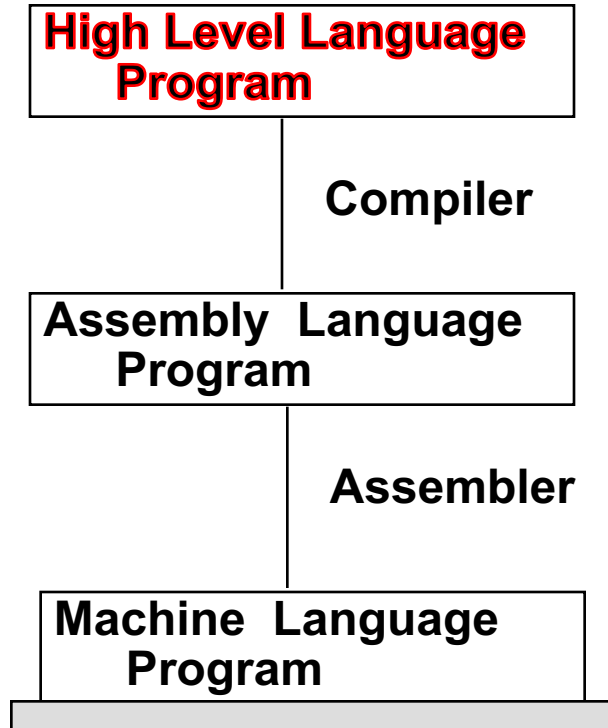 High Level Language
Program
Compiler
Assembly Language
Program
Assembler
Machine Language
Program